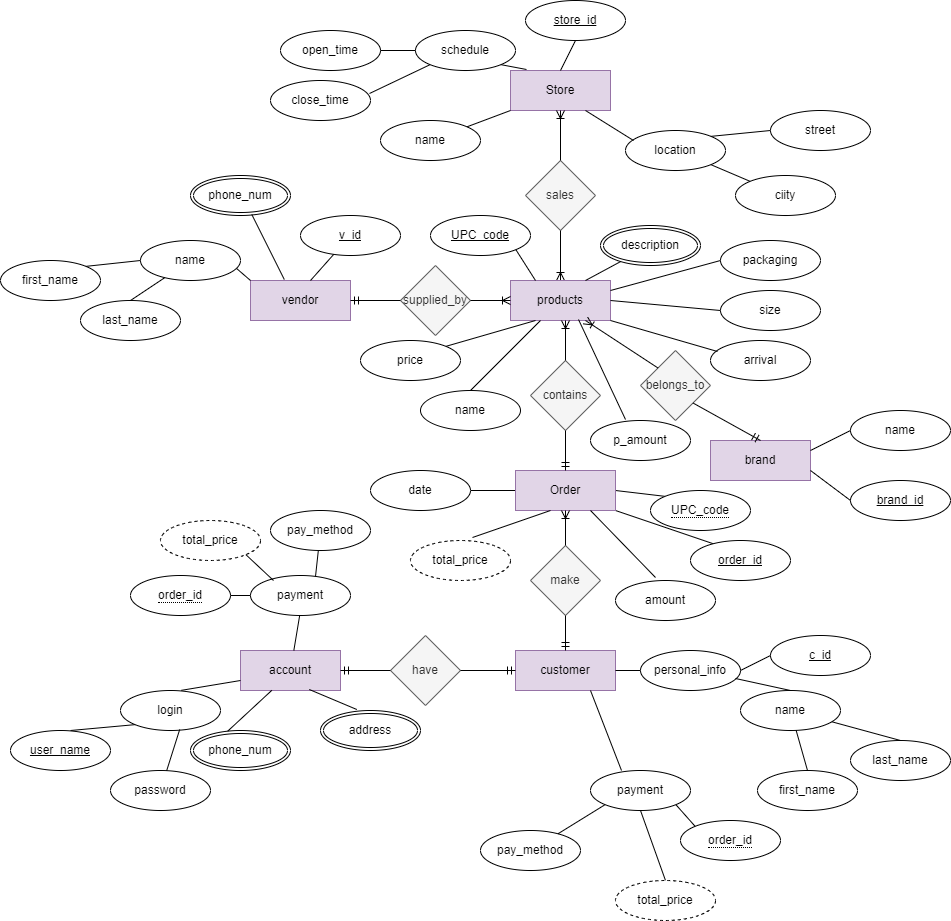 store_id
open_time
schedule
Store
close_time
name
location
street
ciity
sales
phone_num
v_id
UPC_code
description
name
packaging
first_name
vendor
supplied_by
products
size
last_name
price
arrival
contains
belongs_to
name
p_amount
name
brand
date
Order
UPC_code
brand_id
pay_method
total_price
total_price
order_id
order_id
payment
make
amount
account
have
customer
personal_info
c_id
login
name
user_name
phone_num
address
last_name
password
payment
first_name
pay_method
order_id
total_price